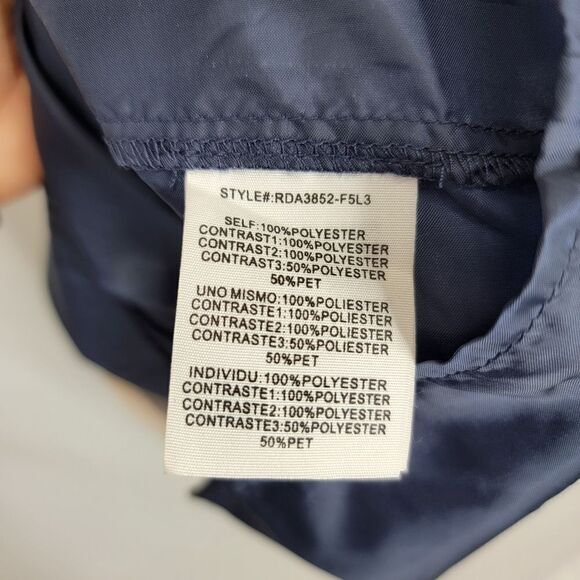 STYLE#:RDA3852-F5L3
SELF:100%POLYESTER
CONTRAST1:100%POLYESTER
CONTRAST2:100%POLYESTER
CONTRAST3:50%POLYESTER
50%PET
UNO MISMO:100%POLIESTER
CONTRASTE1:100%POLIESTER
CONTRASTE2:100%POLIESTER
CONTRASTE3:50%POLIESTER
50%PET
INDIVIDU:100%POLYESTER
CONTRASTE1:100%POLYESTER
CONTRASTE2:100%POLYESTER
CONTRASTE3:50%POLYESTER
50%PET